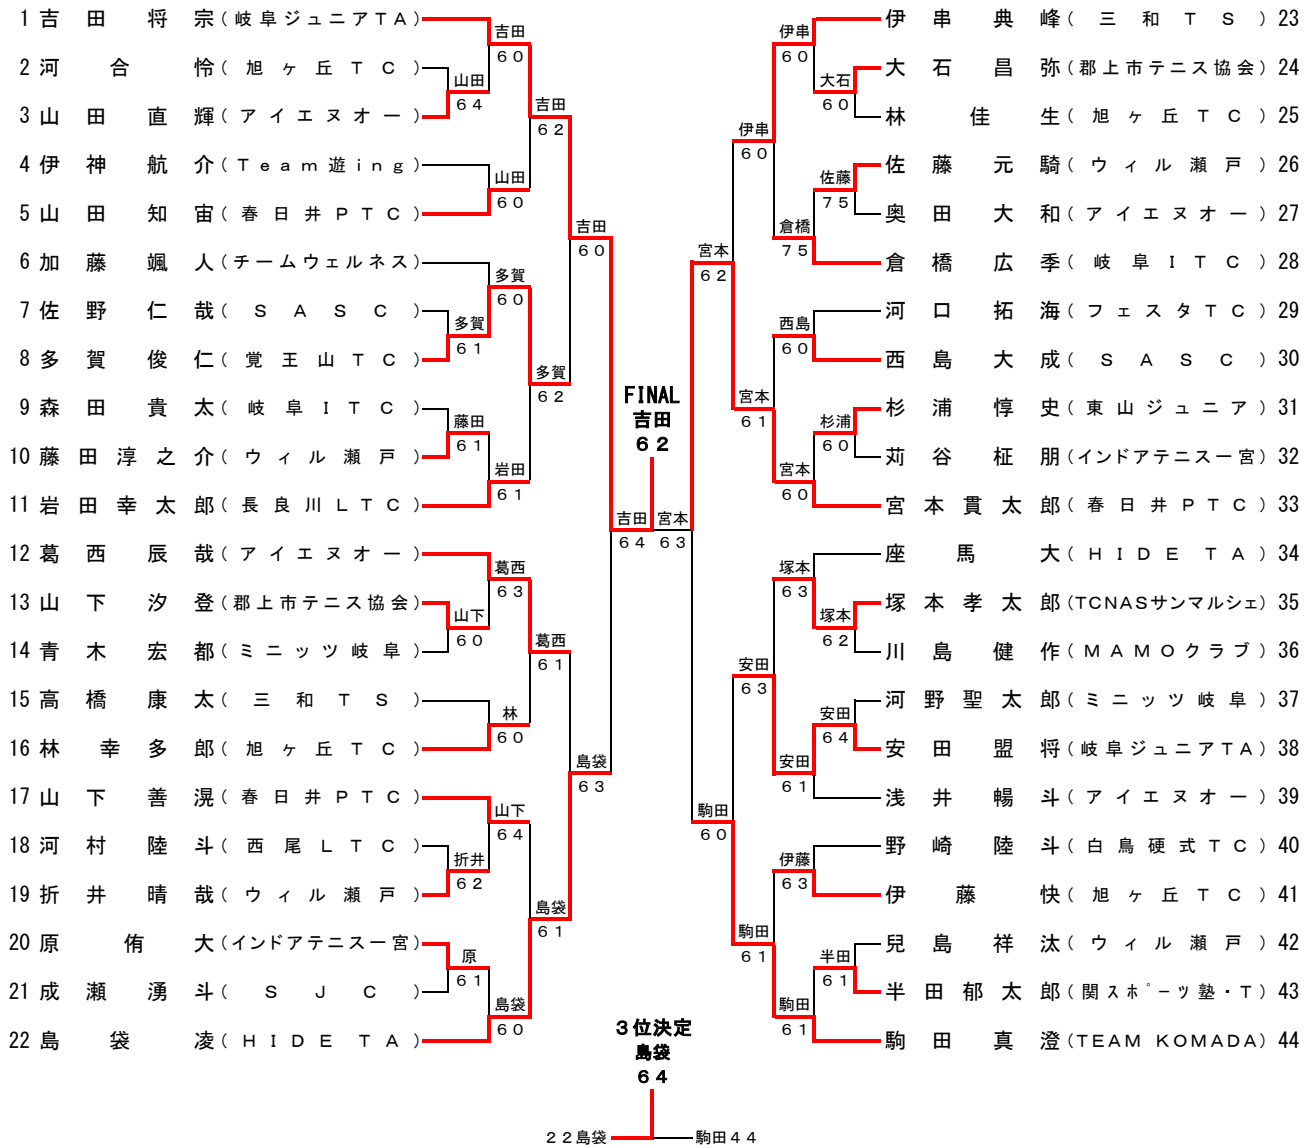 1 吉田 将宗(岐阜ジュニアTA)
2 河合 怜(旭ヶ丘TC)
3 山田 直輝(アイエヌオー)
4 伊神 航介(Team遊ing)
5 山田 知宙(春日井PTC)
6 加藤 颯人(チームウェルネス)
7 佐野 仁哉(SASC)
8 多賀 俊仁(覚王山TC)
9 森田 貴太(岐阜ITC)
10 藤田淳之介(ウィル瀬戸)
11 岩田幸太郎(長良川LTC)
12 葛西 辰哉(アイエヌオー)
13 山下 汐登(郡上市テニス協会)
14 青木 宏都(ミニッツ岐阜)
15 高橋 康太(三和TS)
16 林 幸多郎(旭ヶ丘TC)
17 山下 善滉(春日井PTC)
18 河村 陸斗(西尾LTC)
19 折井 晴哉(ウィル瀬戸)
20 原 侑大(インドアテニス一宮)
21 成瀬 湧斗(SJC)
22 島袋 凌(HIDE TA)
山田
64
多賀
61
藤田
61
山下
60
折井
62
原
61
吉田
60
山田
60
多賀
60
岩田
61
葛西
63
林
60
山下
64
島袋
60
吉田
62
多賀
62
葛西
61
島袋
61
吉田
60
島袋
63
吉田
64
FINAL
吉田
62
宮本
63
宮本
62
駒田
60
伊串
60
宮本
61
安田
63
駒田
61
伊串
60
倉橋
75
西島
60
宮本
60
塚本
63
安田
61
伊藤
63
駒田
61
大石
60
佐藤
75
杉浦
60
塚本
62
安田
64
半田
61
伊串 典峰(三和TS) 23
大石 昌弥(郡上市テニス協会) 24
林 佳生(旭ヶ丘TC) 25
佐藤 元騎(ウィル瀬戸) 26
奥田 大和(アイエヌオー) 27
倉橋 広季(岐阜ITC) 28
河口 拓海(フェスタTC) 29
西島 大成(SASC) 30
杉浦 惇史(東山ジュニア) 31
苅谷 柾朋(インドアテニス一宮) 32
宮本貫太郎(春日井PTC) 33
座馬 大(HIDE TA) 34
塚本孝太郎(TCNASサンマルシェ) 35
川島 健作(MAMOクラブ) 36
河野聖太郎(ミニッツ岐阜) 37
安田 盟将(岐阜ジュニアTA) 38
浅井 暢斗(アイエヌオー) 39
野崎 陸斗(白鳥硬式TC) 40
伊藤 快(旭ヶ丘TC) 41
兒島 祥汰(ウィル瀬戸) 42
半田郁太郎(関スポーツ塾・T) 43
駒田 真澄(TEAM KOMADA) 44
3位決定
島袋
64
22島袋
駒田44